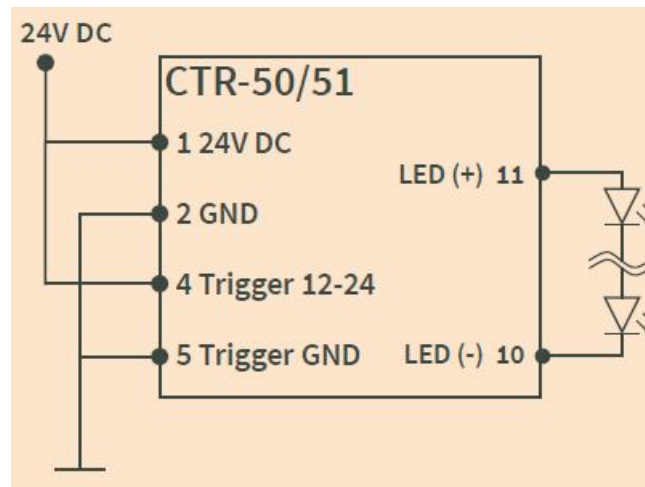 24V DC
CTR-50/51
1 24V DC
LED (+) 11
2 GND
4 Trigger 12-24
5 Trigger GND
LED (-) 10